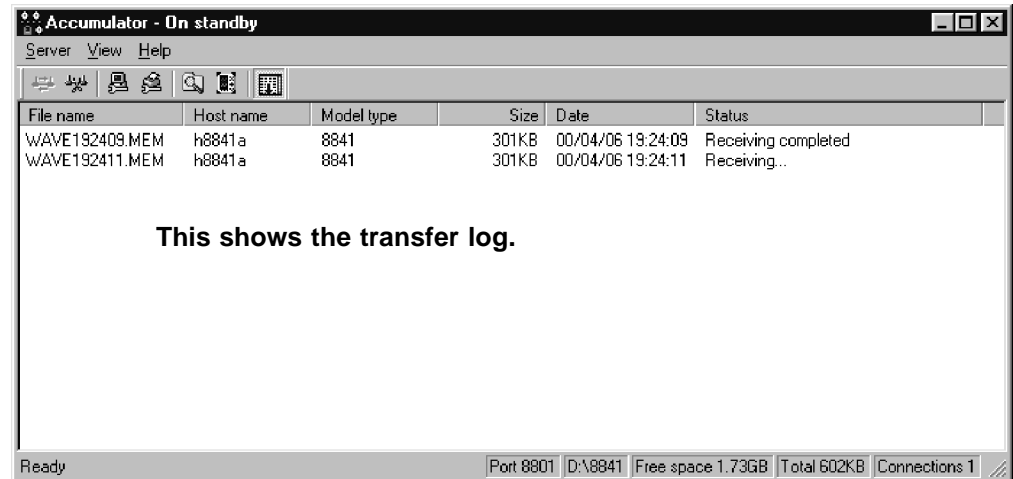 Accumulator - On standby
Server View Help
File name Host name Model type Size Date Status
WAVE192409.MEM h8841a 8841 301KB 00/04/06 19:24:09 Receiving completed
WAVE192411.MEM h8841a 8841 301KB 00/04/06 19:24:11 Receiving...
This shows the transfer log.
Ready Port 8801 D:\8841 Free space 1.73GB Total 602KB Connections 1